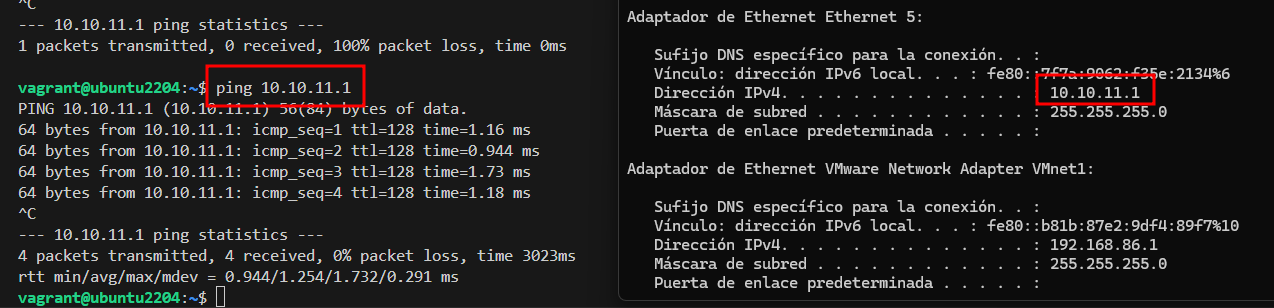 ^C
--- 10.10.11.1 ping statistics ---
1 packets transmitted, 0 received, 100% packet loss, time 0ms

vagrant@ubuntu2204:~$ ping 10.10.11.1
PING 10.10.11.1 (10.10.11.1) 56(84) bytes of data.
64 bytes from 10.10.11.1: icmp_seq=1 ttl=128 time=1.16 ms
64 bytes from 10.10.11.1: icmp_seq=2 ttl=128 time=0.944 ms
64 bytes from 10.10.11.1: icmp_seq=3 ttl=128 time=1.73 ms
64 bytes from 10.10.11.1: icmp_seq=4 ttl=128 time=1.18 ms
^C
--- 10.10.11.1 ping statistics ---
4 packets transmitted, 4 received, 0% packet loss, time 3023ms
rtt min/avg/max/mdev = 0.944/1.254/1.732/0.291 ms
vagrant@ubuntu2204:~$

Adaptador de Ethernet Ethernet 5:

Sufijo DNS específico para la conexión. . :
Vínculo: dirección IPv6 local. . . : fe80::7f7a:9062:f35e:2134%6
Dirección IPv4. . . . . . . . . . . . . . : 10.10.11.1
Máscara de subred . . . . . . . . . . . . : 255.255.255.0
Puerta de enlace predeterminada . . . . . :

Adaptador de Ethernet VMware Network Adapter VMnet1:

Sufijo DNS específico para la conexión. . :
Vínculo: dirección IPv6 local. . . : fe80::b81b:87e2:9df4:89f7%10
Dirección IPv4. . . . . . . . . . . . . . : 192.168.86.1
Máscara de subred . . . . . . . . . . . . : 255.255.255.0
Puerta de enlace predeterminada . . . . . :